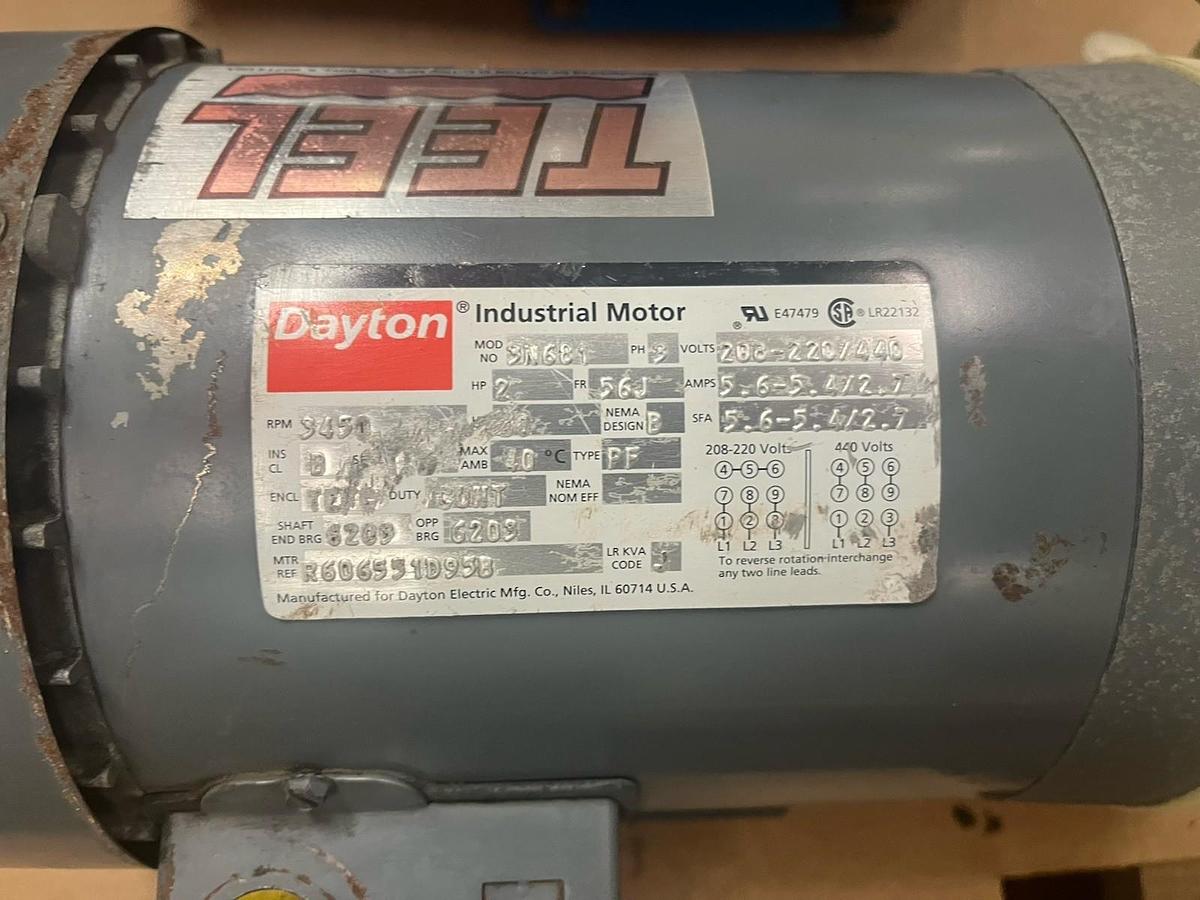 TEEL
Dayton® Industrial Motor ® E47479 SA ® LR22132
MOD NO 3N681 PH 3 VOLTS 208-220/440
HP 2 FR 56J AMPS 5.6-5.4/2.7
RPM 3450 NEMA DESIGN B SFA 5.6-5.4/2.7
INS CL B SF MAX AMB 40 °C TYPE PF
ENCL DUTY CONT NEMA NOM EFF
SHAFT END BRG 6203 OPP BRG 6203
MTR REF R606551D95B LR KVA CODE J
Manufactured for Dayton Electric Mfg. Co., Niles, IL 60714 U.S.A.
208-220 Volts 440 Volts
4 5 6 4 5 6
7 8 9 7 8 9
1 2 3 1 2 3
L1 L2 L3 L1 L2 L3
To reverse rotation interchange
any two line leads.